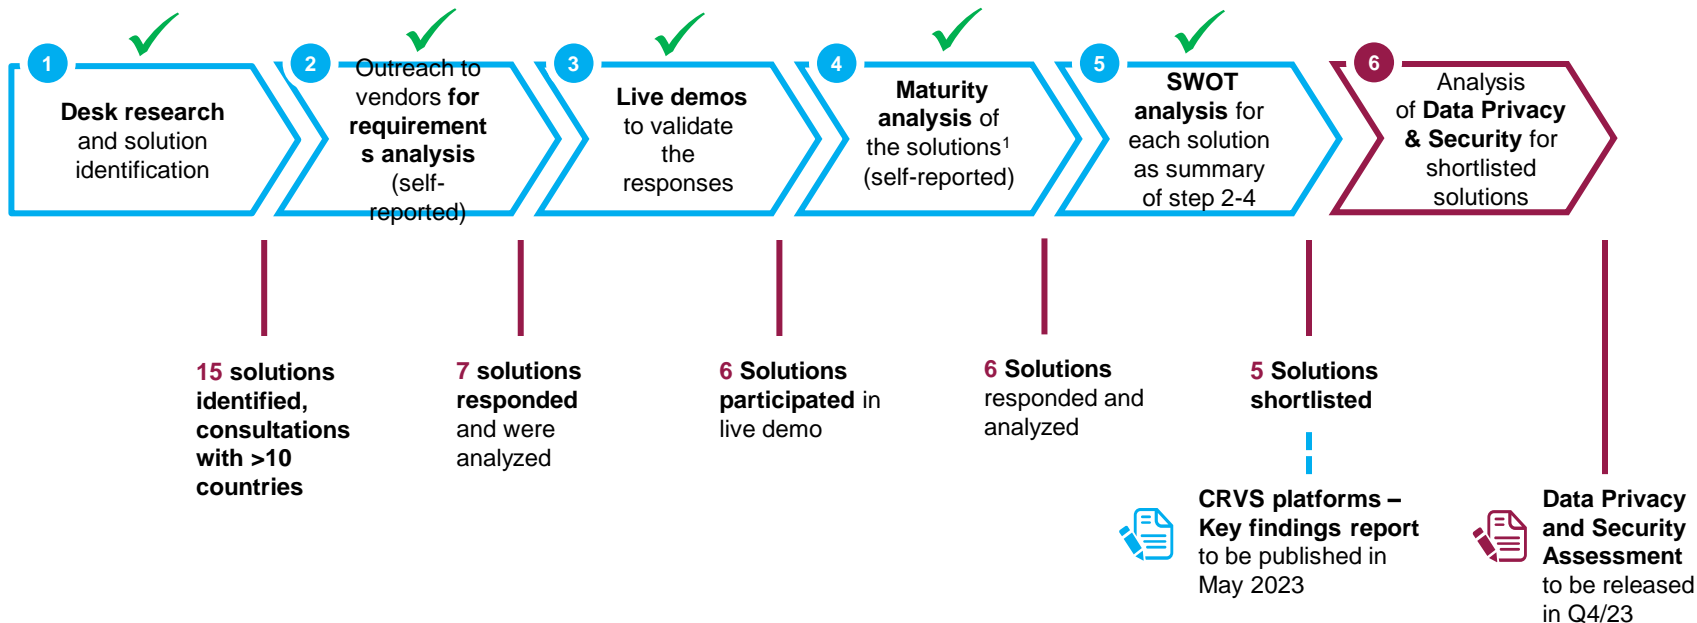 1
Desk research
and solution
identification
2
Outreach to
vendors for
requirement
s analysis
(self-
reported)
3
Live demos
to validate
the
responses
4
Maturity
analysis of
the solutions¹
(self-reported)
5
SWOT
analysis for
each solution
as summary
of step 2-4
6
Analysis
of Data Privacy
& Security for
shortlisted
solutions
15 solutions
identified,
consultations
with >10
countries
7 solutions
responded
and were
analyzed
6 Solutions
participated in
live demo
6 Solutions
responded and
analyzed
5 Solutions
shortlisted
CRVS platforms –
Key findings report
to be published in
May 2023
Data Privacy
and Security
Assessment
to be released
in Q4/23